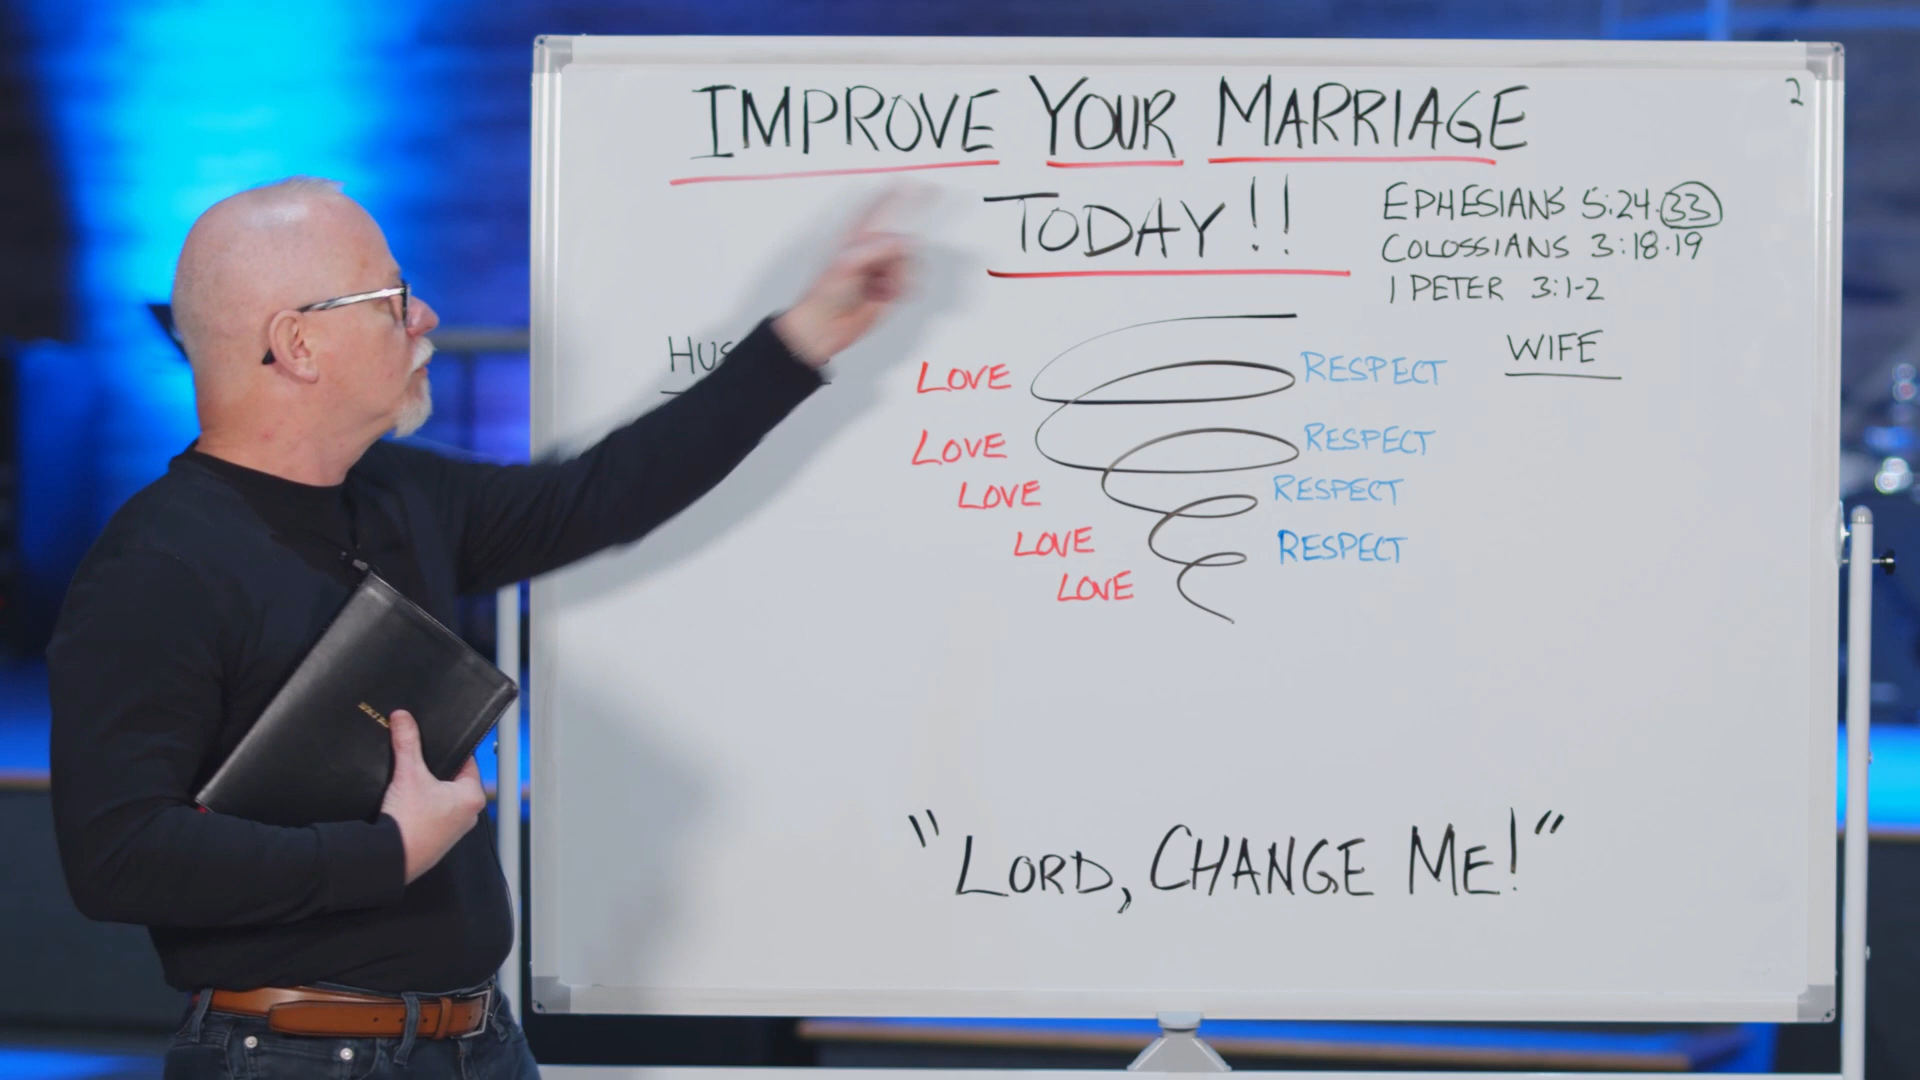 IMPROVE YOUR MARRIAGE
2
TODAY!!
EPHESIANS 5:24·33
COLOSSIANS 3:18·19
1 PETER 3:1-2
WIFE
LOVE RESPECT
LOVE RESPECT
LOVE RESPECT
LOVE RESPECT
LOVE
"LORD, CHANGE ME!"